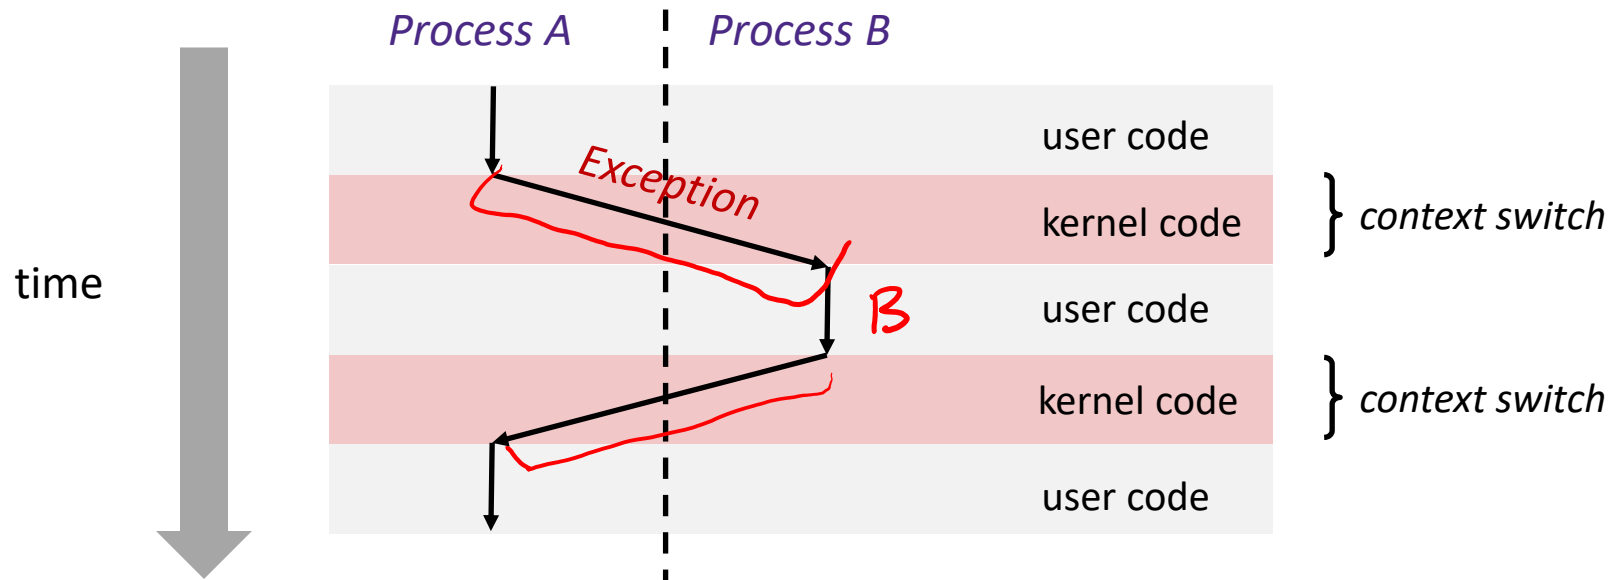 Process A
Process B
user code
Exception
kernel code
context switch
time
user code
B
kernel code
context switch
user code